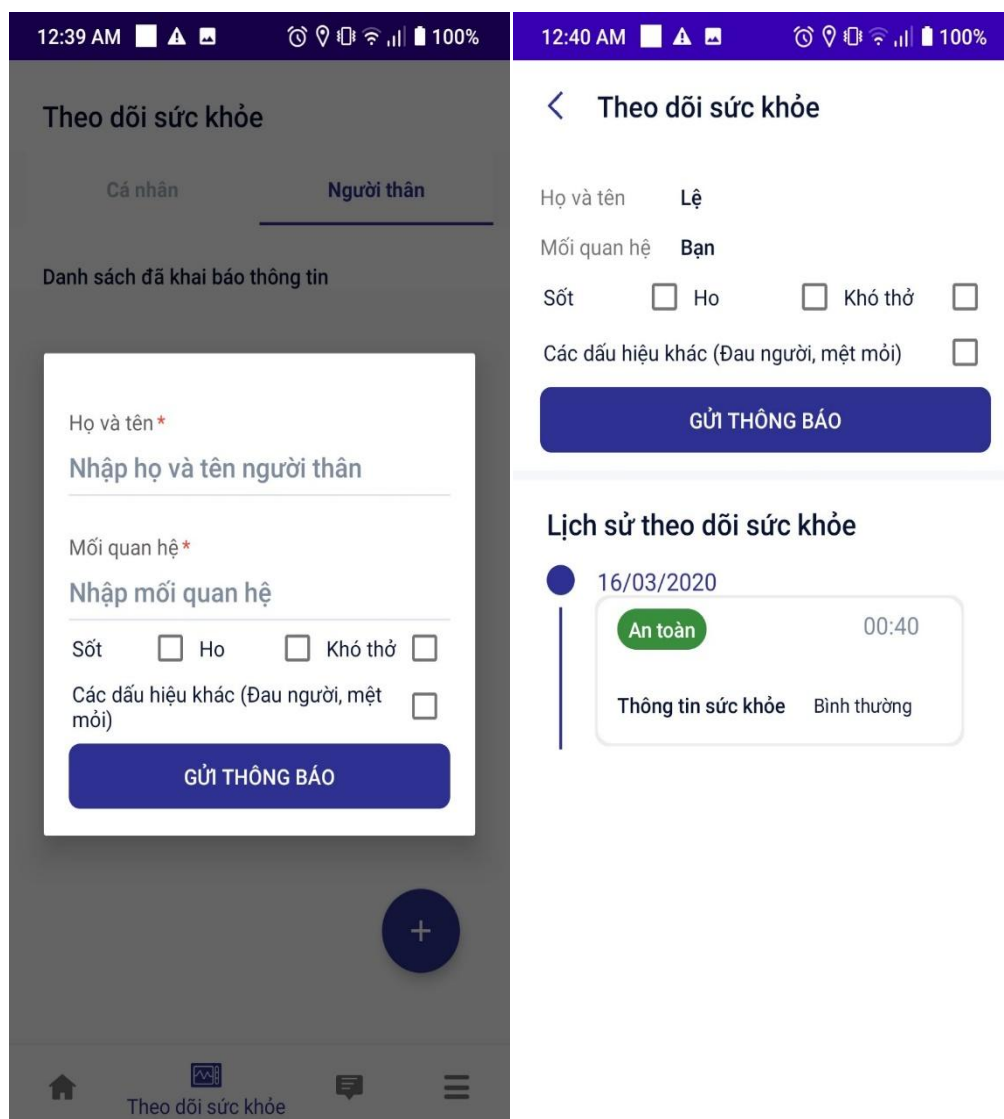 12:39 AM 100%
Theo dõi sức khỏe
Cá nhân Người thân
Danh sách đã khai báo thông tin
Họ và tên*
Nhập họ và tên người thân
Mối quan hệ*
Nhập mối quan hệ
Sốt Ho Khó thở
Các dấu hiệu khác (Đau người, mệt
mỏi)
GỬI THÔNG BÁO
+
Theo dõi sức khỏe
12:40 AM 100%
Theo dõi sức khỏe
Họ và tên Lệ
Mối quan hệ Bạn
Sốt Ho Khó thở
Các dấu hiệu khác (Đau người, mệt mỏi)
GỬI THÔNG BÁO
Lịch sử theo dõi sức khỏe
16/03/2020
An toàn 00:40
Thông tin sức khỏe Bình thường